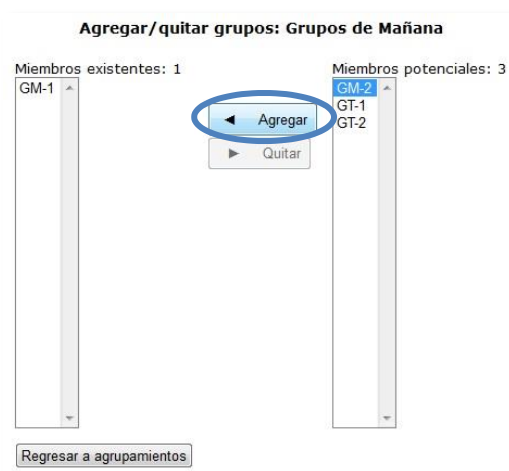 Agregar/quitar grupos: Grupos de Mañana
Miembros existentes: 1
GM-1
◄ Agregar
► Quitar
Miembros potenciales: 3
GM-2
GT-1
GT-2
Regresar a agrupamientos